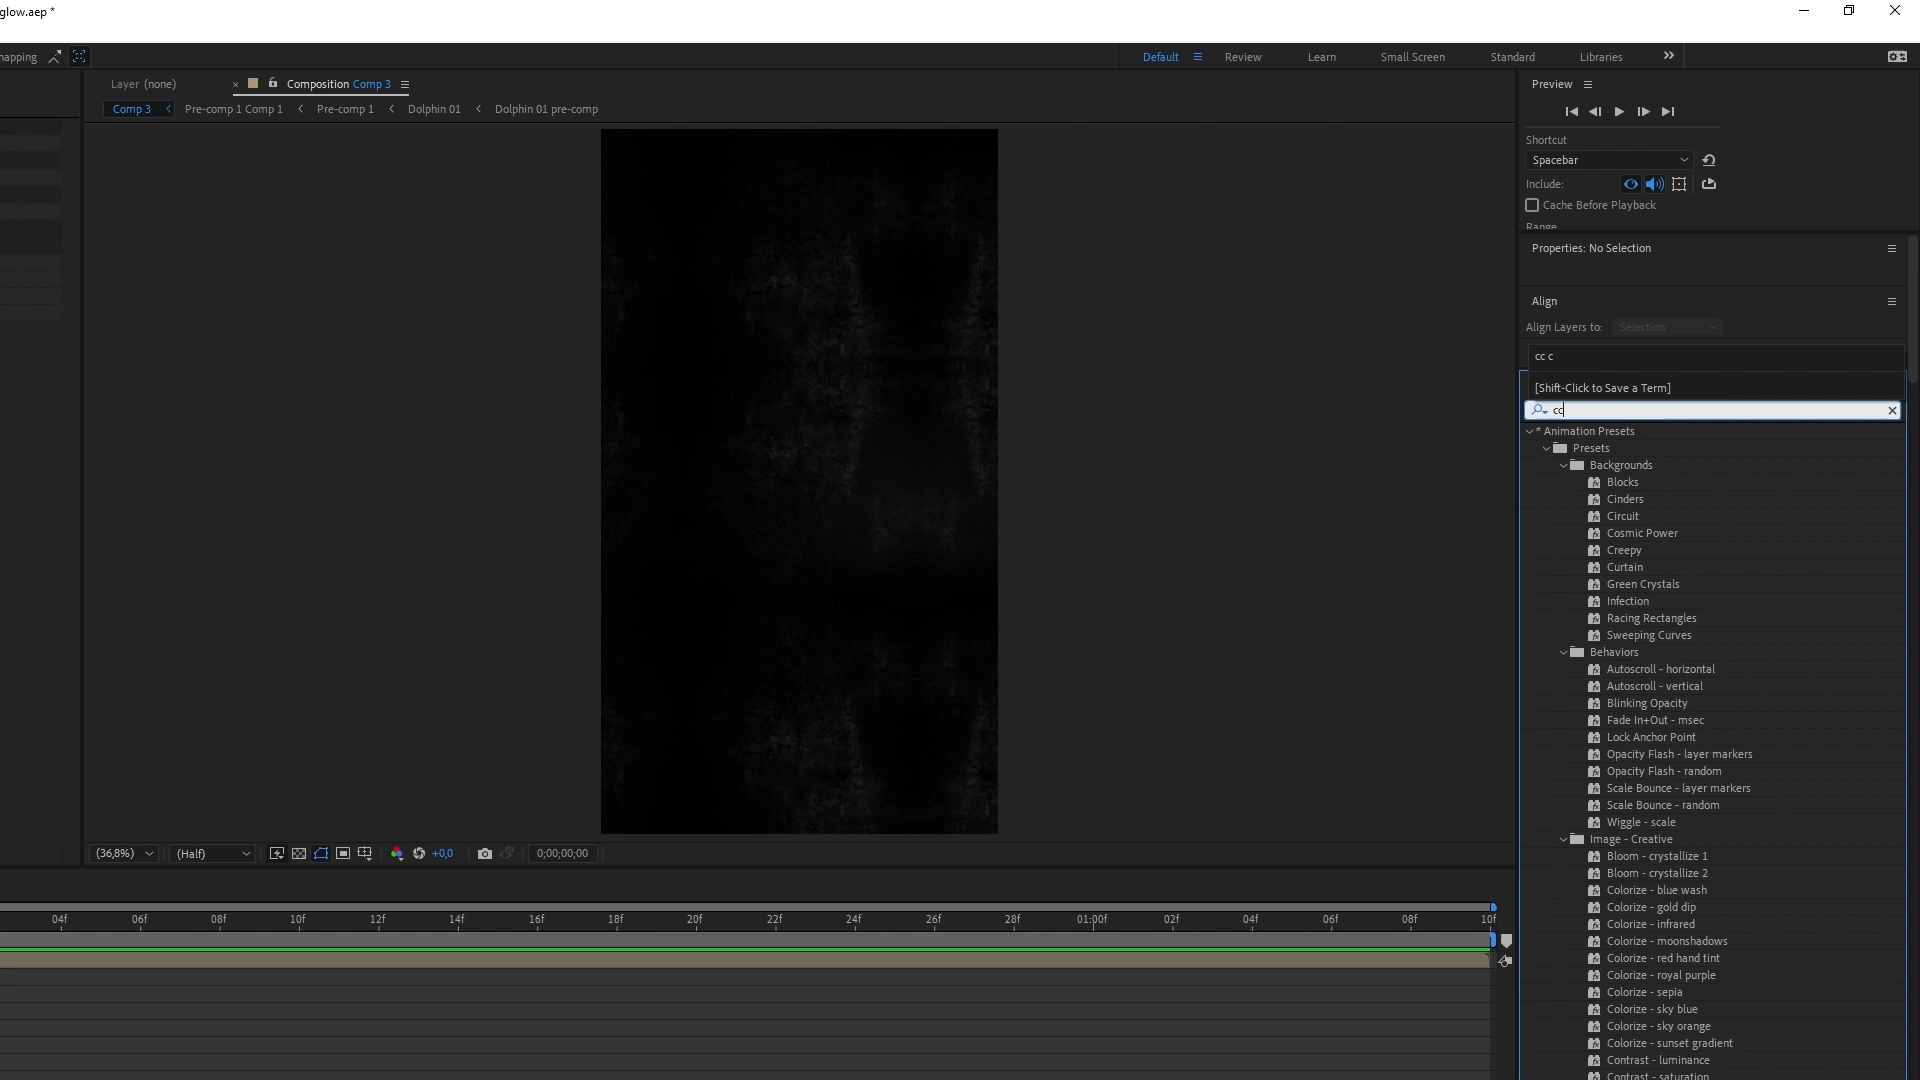 glow.aep *
Default
Review
Learn
Small Screen
Standard
Libraries
Layer (none)
Composition Comp 3
Comp 3
Pre-comp 1 Comp 1
Pre-comp 1
Dolphin 01
Dolphin 01 pre-comp
Preview
Shortcut
Spacebar
Include:
Cache Before Playback
Range
Properties: No Selection
Align
Align Layers to:
Selection
cc c
[Shift-Click to Save a Term]
cc
* Animation Presets
Presets
Backgrounds
Blocks
Cinders
Circuit
Cosmic Power
Creepy
Curtain
Green Crystals
Infection
Racing Rectangles
Sweeping Curves
Behaviors
Autoscroll - horizontal
Autoscroll - vertical
Blinking Opacity
Fade In+Out - msec
Lock Anchor Point
Opacity Flash - layer markers
Opacity Flash - random
Scale Bounce - layer markers
Scale Bounce - random
Wiggle - scale
Image - Creative
Bloom - crystallize 1
Bloom - crystallize 2
Colorize - blue wash
Colorize - gold dip
Colorize - infrared
Colorize - moonshadows
Colorize - red hand tint
Colorize - royal purple
Colorize - sepia
Colorize - sky blue
Colorize - sky orange
Colorize - sunset gradient
Contrast - luminance
Contrast - saturation
(36,8%)
(Half)
+0,0
0;00;00;00
04f
06f
08f
10f
12f
14f
16f
18f
20f
22f
24f
26f
28f
01:00f
02f
04f
06f
08f
10f